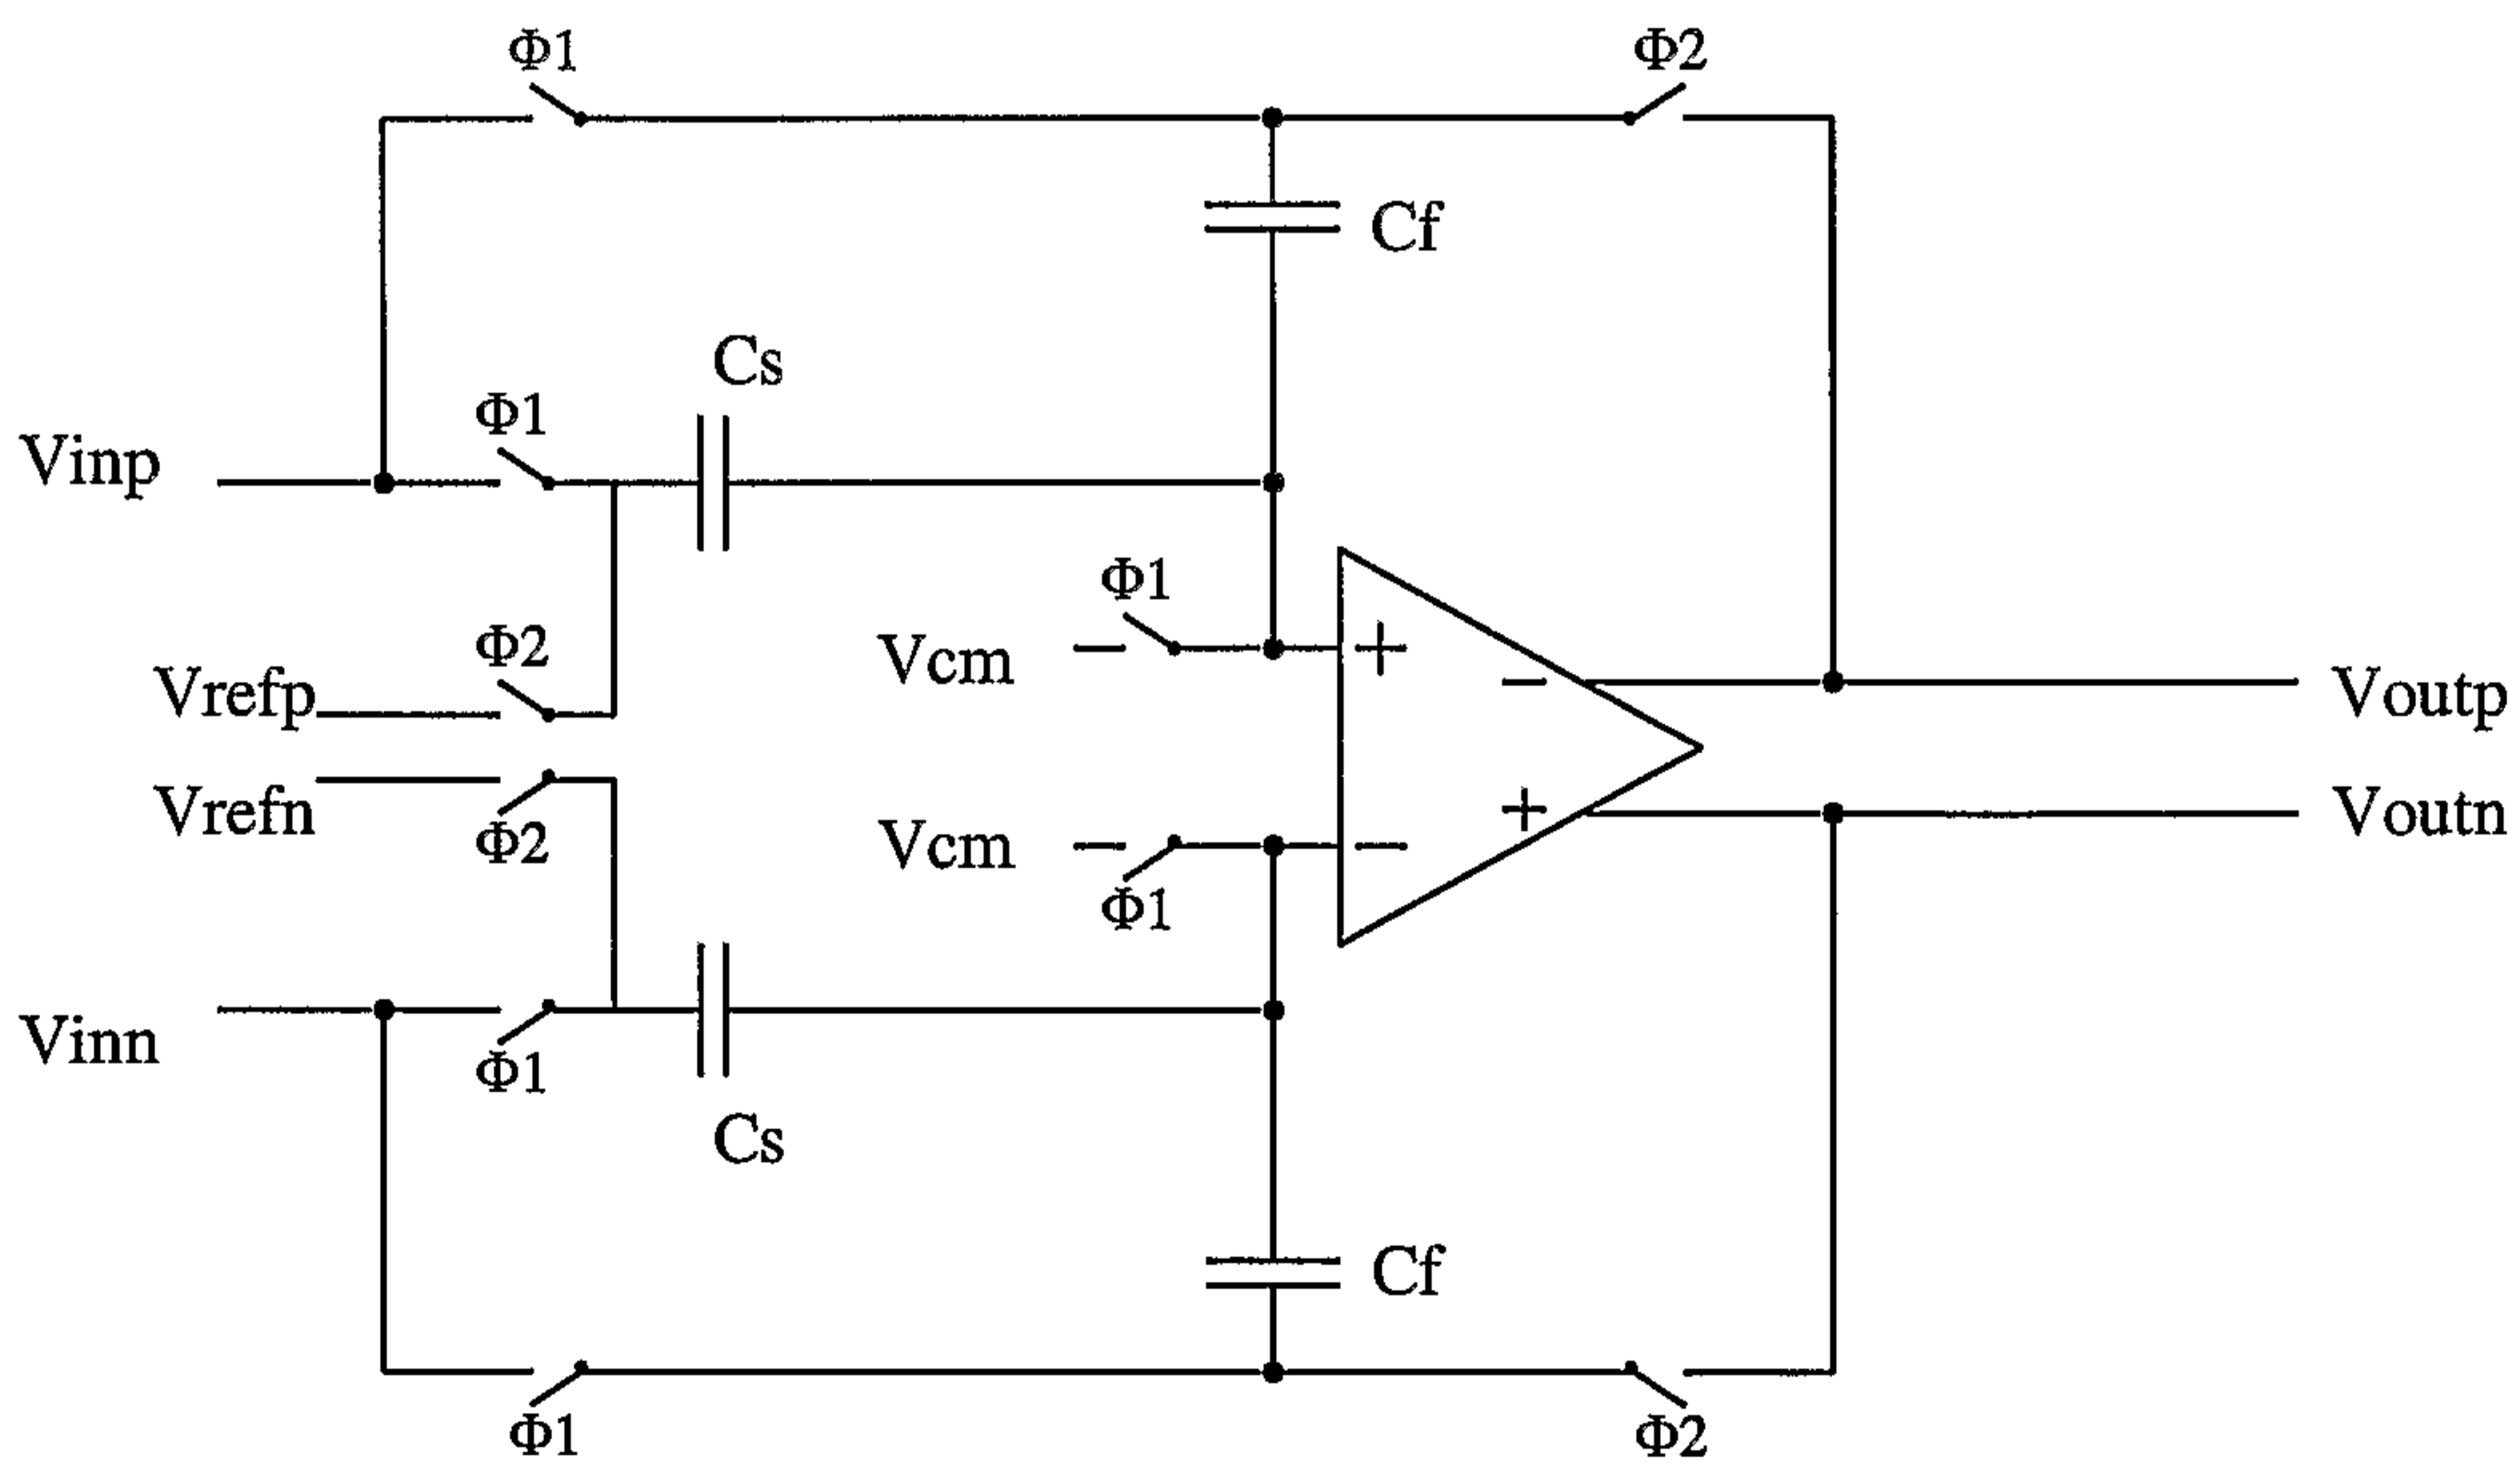 Φ1
Φ2
Cf
Cs
Φ1
Vinp
Φ1
Φ2
Vcm
+
Vrefp
−
Voutp
Vrefn
Φ2
Vcm
−
+
Voutn
Φ1
Vinn
Φ1
Cs
Cf
Φ1
Φ2